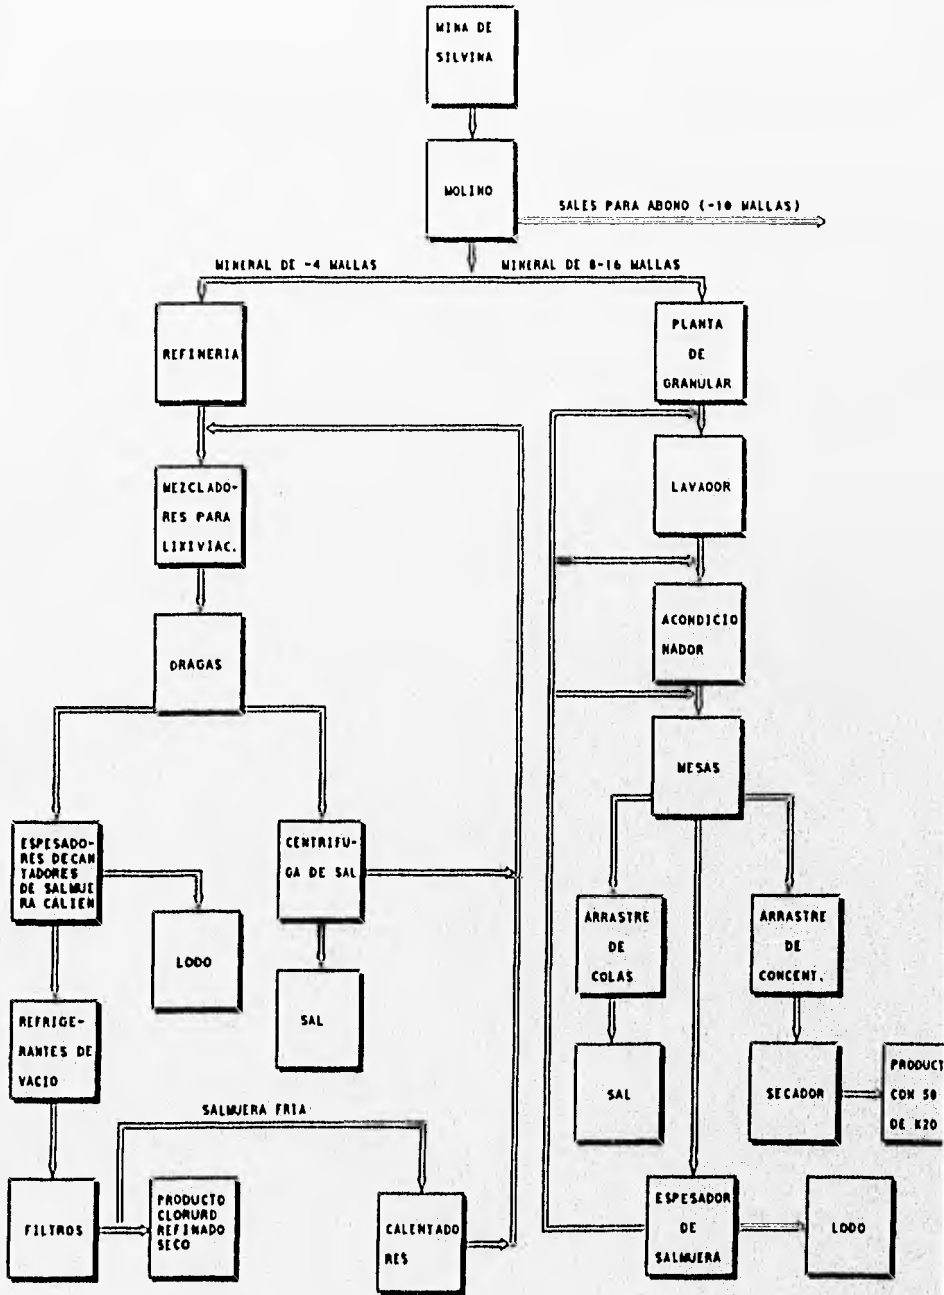 MINA DE
SILVINA
MOLINO
SALES PARA ABONO (-10 MALLAS)
MINERAL DE -4 MALLAS
MINERAL DE 8-16 MALLAS
REFINERIA
PLANTA
DE
GRANULAR
MEZCLADO-
RES PARA
LIXIVIAC.
LAVADOR
DRAGAS
ACONDICIO
NADOR
MESAS
ESPESADO-
RES DECAN
TADORES
DE SALMUE
RA CALIEN
CENTRIFU-
GA DE SAL
LODO
SAL
ARRASTRE
DE
COLAS
ARRASTRE
DE
CONCENT.
REFRIGE-
RANTES DE
VACIO
SAL
SECADOR
PRODUCT
CON 50
DE K2O
SALMUERA FRIA
FILTROS
PRODUCTO
CLORURO
REFINADO
SECO
CALENTADO
RES
ESPESADOR
DE
SALMUERA
LODO